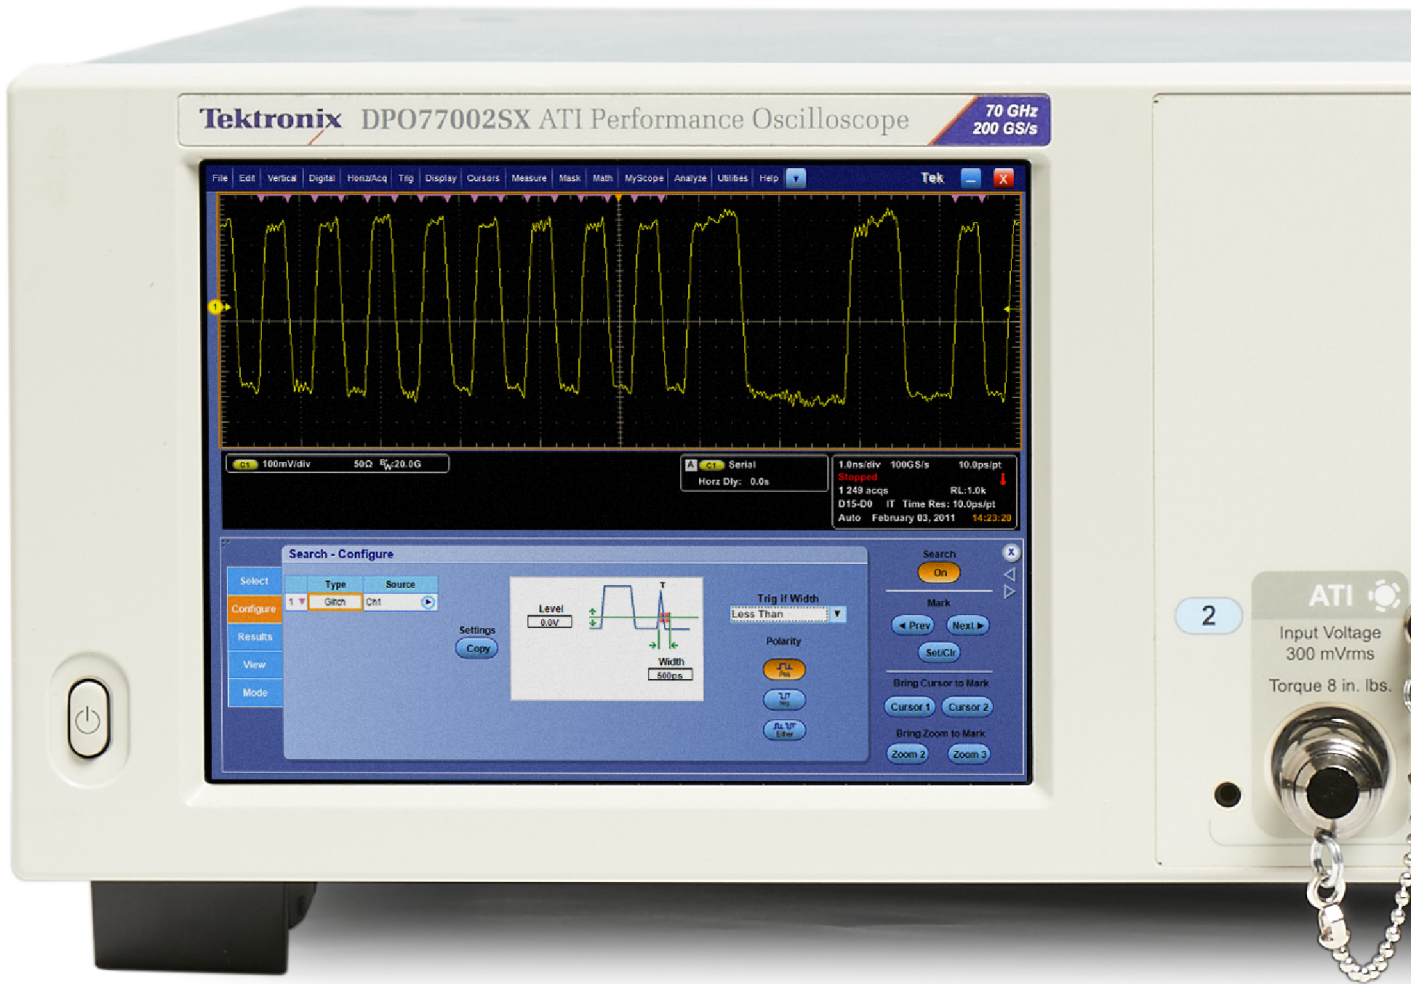 Tektronix DPO77002SX ATI Performance Oscilloscope
70 GHz
200 GS/s
File Edit Vertical Digital Horiz/Acq Trig Display Cursors Measure Mask Math MyScope Analyze Utilities Help
Tek
X
1
C1 100mV/div 50Ω BW:20.0G
A C1 Serial
Horz Dly: 0.0s
1.0ns/div 100GS/s 10.0ps/pt
Stopped
1 249 acqs RL:1.0k
D15-D0 IT Time Res: 10.0ps/pt
Auto February 03, 2011 14:23:20
Search - Configure
Select
Configure
Results
View
Mode
Type Source
1 Glitch Ch1
Settings
Copy
Level
0.0V
T
Width
500ps
Trig if Width
Less Than
Polarity
Pos
Neg
Either
Search
X
On
Mark
Prev Next
Set/Clr
Bring Cursor to Mark
Cursor 1 Cursor 2
Bring Zoom to Mark
Zoom 2 Zoom 3
2
ATI
Input Voltage
300 mVrms
Torque 8 in. lbs.